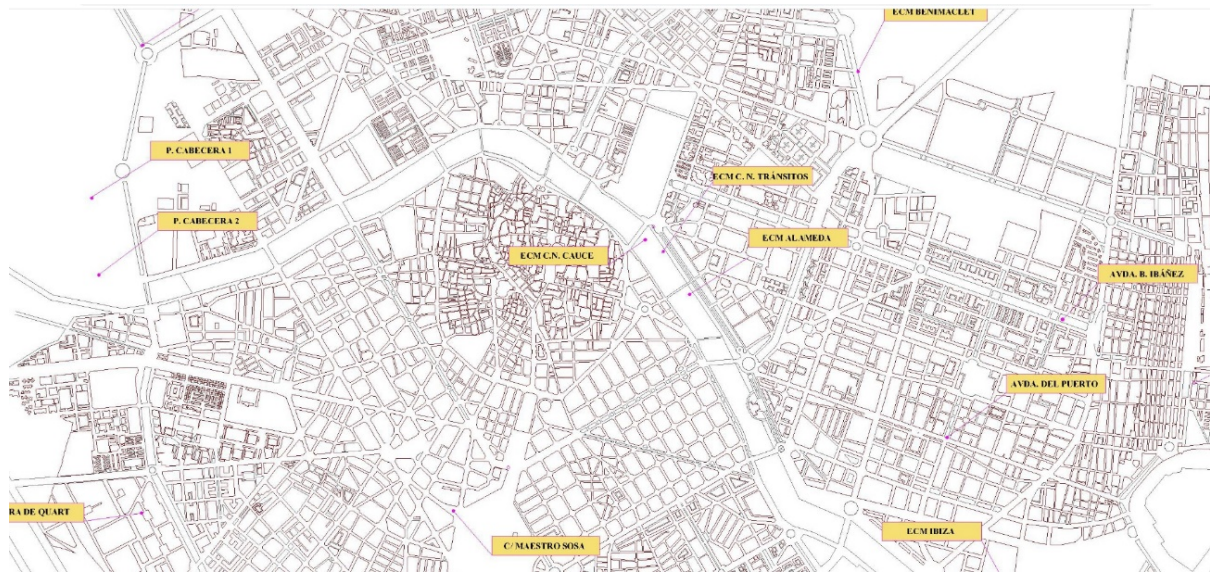 ECM BENIMACLET
P. CABECERA 1
ECM C. N. TRÁNSITOS
P. CABECERA 2
ECM ALAMEDA
ECM C.N. CAUCE
AVDA. B. IBÁÑEZ
AVDA. DEL PUERTO
RA DE QUART
ECM IBIZA
C/ MAESTRO SOSA